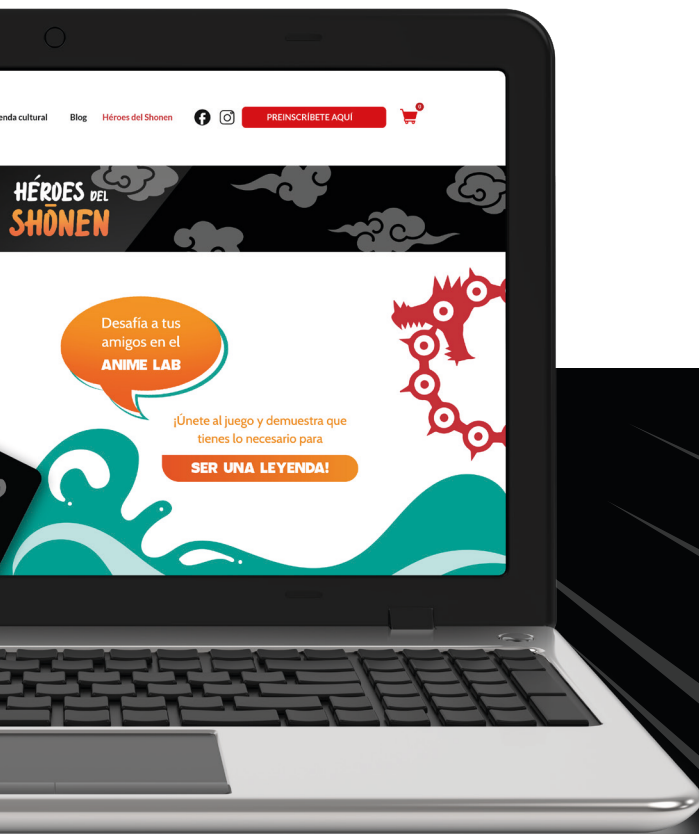 enda cultural Blog Héroes del Shonen PREINSCRÍBETE AQUÍ 0
HÉROES DEL
SHŌNEN
Desafía a tus
amigos en el
ANIME LAB
¡Únete al juego y demuestra que
tienes lo necesario para
SER UNA LEYENDA!